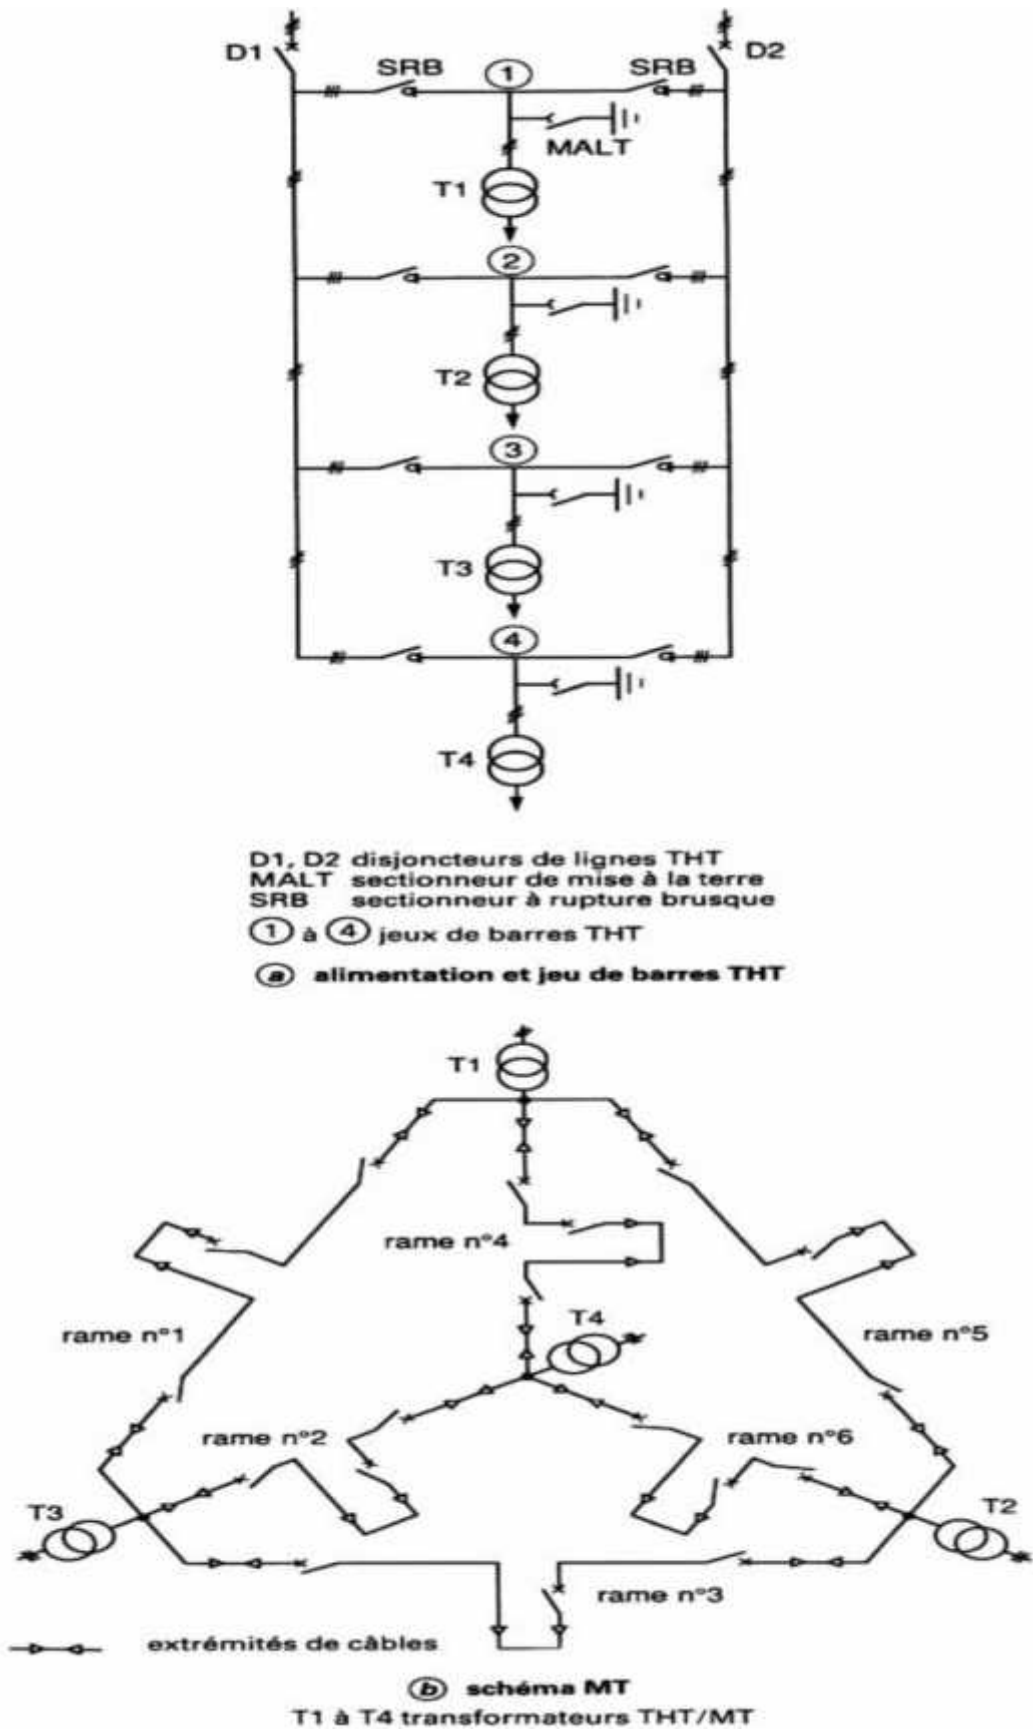 D1
SRB
1
SRB
D2
MALT
T1
2
T2
3
T3
4
T4
D1, D2 disjoncteurs de lignes THT
MALT sectionneur de mise à la terre
SRB sectionneur à rupture brusque
1 à 4 jeux de barres THT
a alimentation et jeu de barres THT
T1
rame n°4
T4
rame n°1
rame n°5
rame n°2
rame n°6
T3
T2
rame n°3
extrémités de câbles
b schéma MT
T1 à T4 transformateurs THT/MT